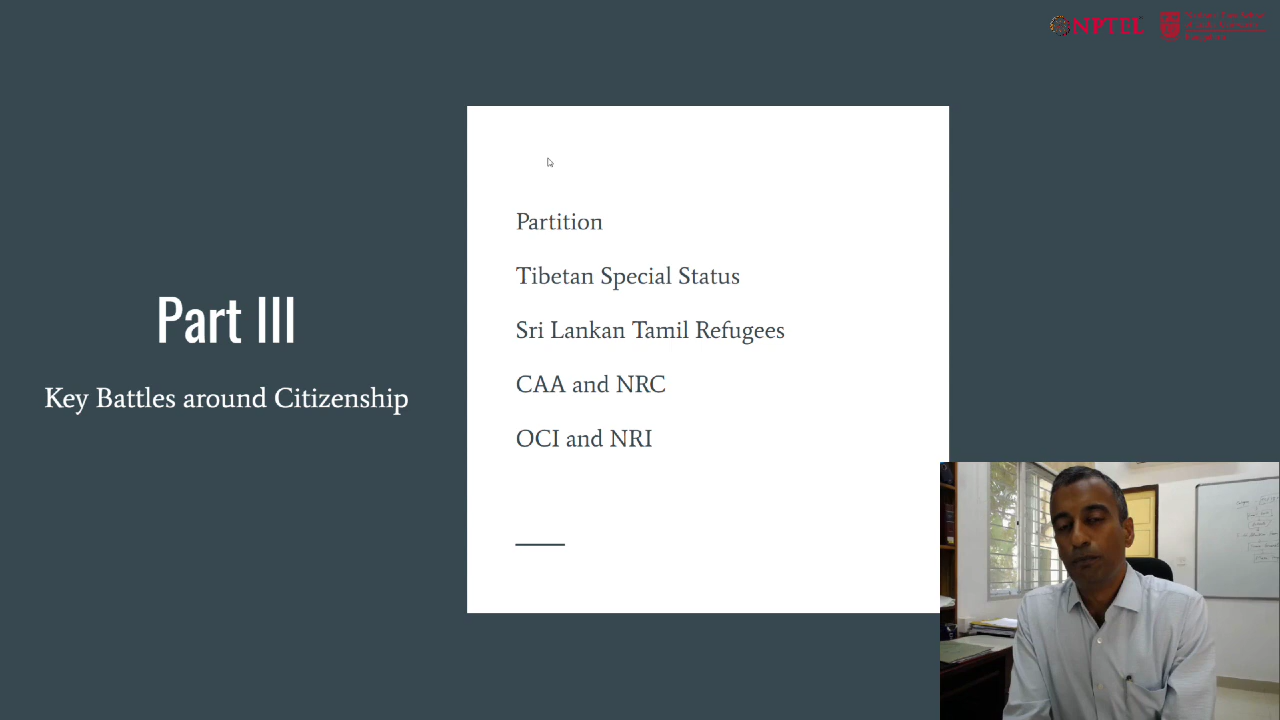 NPTEL
Part III
Key Battles around Citizenship
Partition
Tibetan Special Status
Sri Lankan Tamil Refugees
CAA and NRC
OCI and NRI